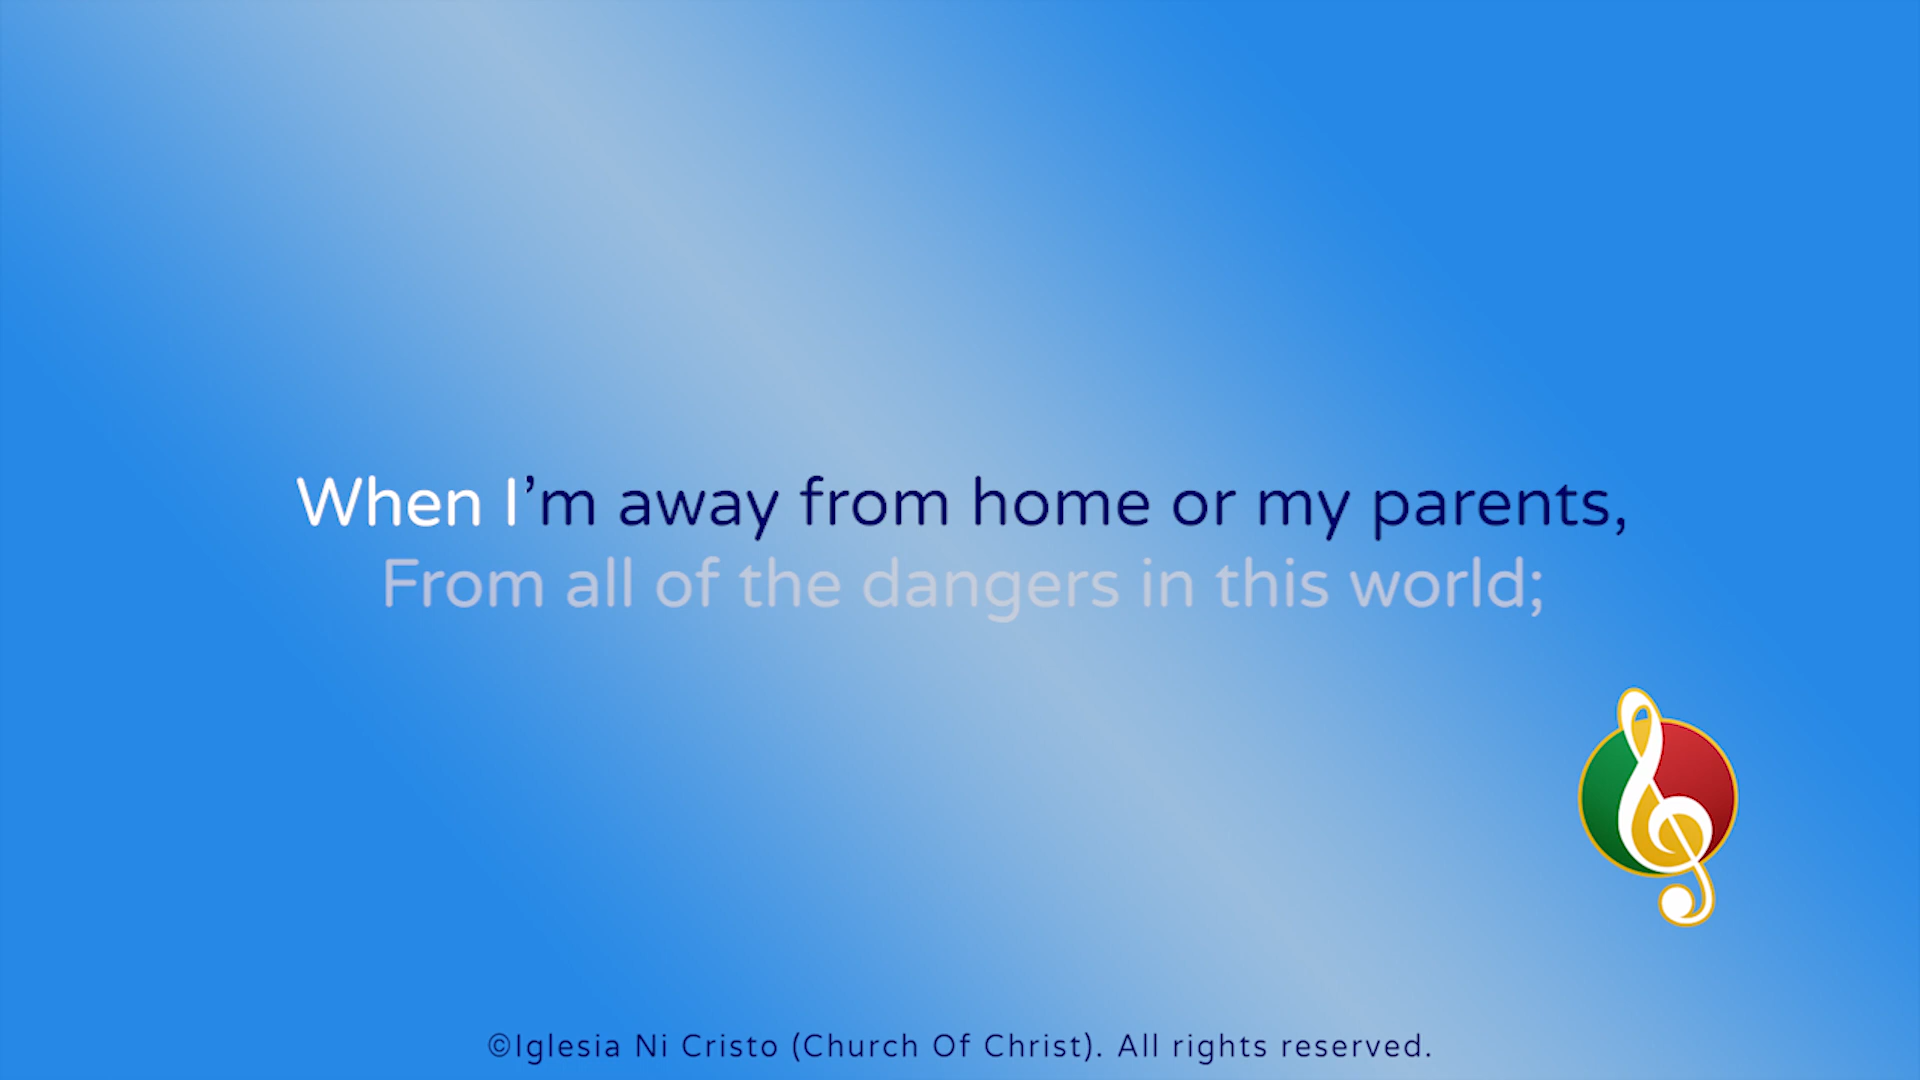 When I’m away from home or my parents,
From all of the dangers in this world;
©Iglesia Ni Cristo (Church Of Christ). All rights reserved.